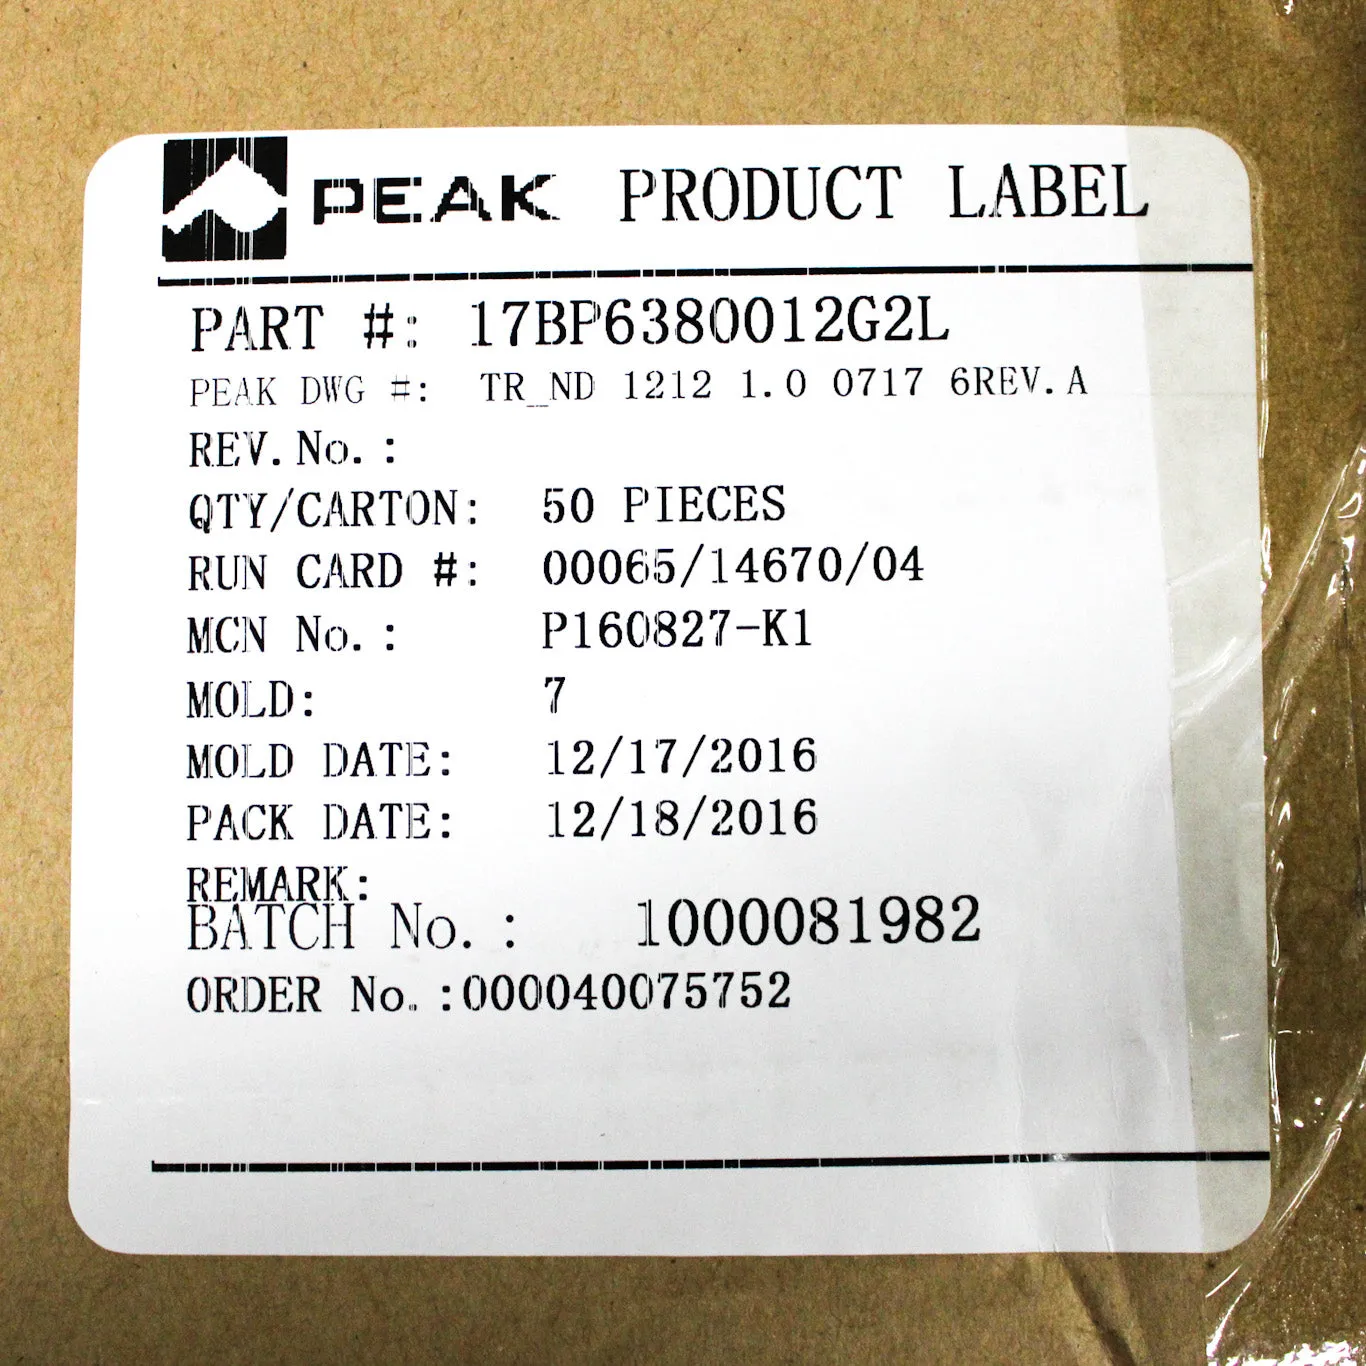 PEAK PRODUCT LABEL
PART #: 17BP6380012G2L
PEAK DWG #: TR_ND 1212 1.0 0717 6REV.A
REV.No.:
QTY/CARTON: 50 PIECES
RUN CARD #: 00065/14670/04
MCN No.: P160827-K1
MOLD: 7
MOLD DATE: 12/17/2016
PACK DATE: 12/18/2016
REMARK:
BATCH No.: 1000081982
ORDER No.:000040075752